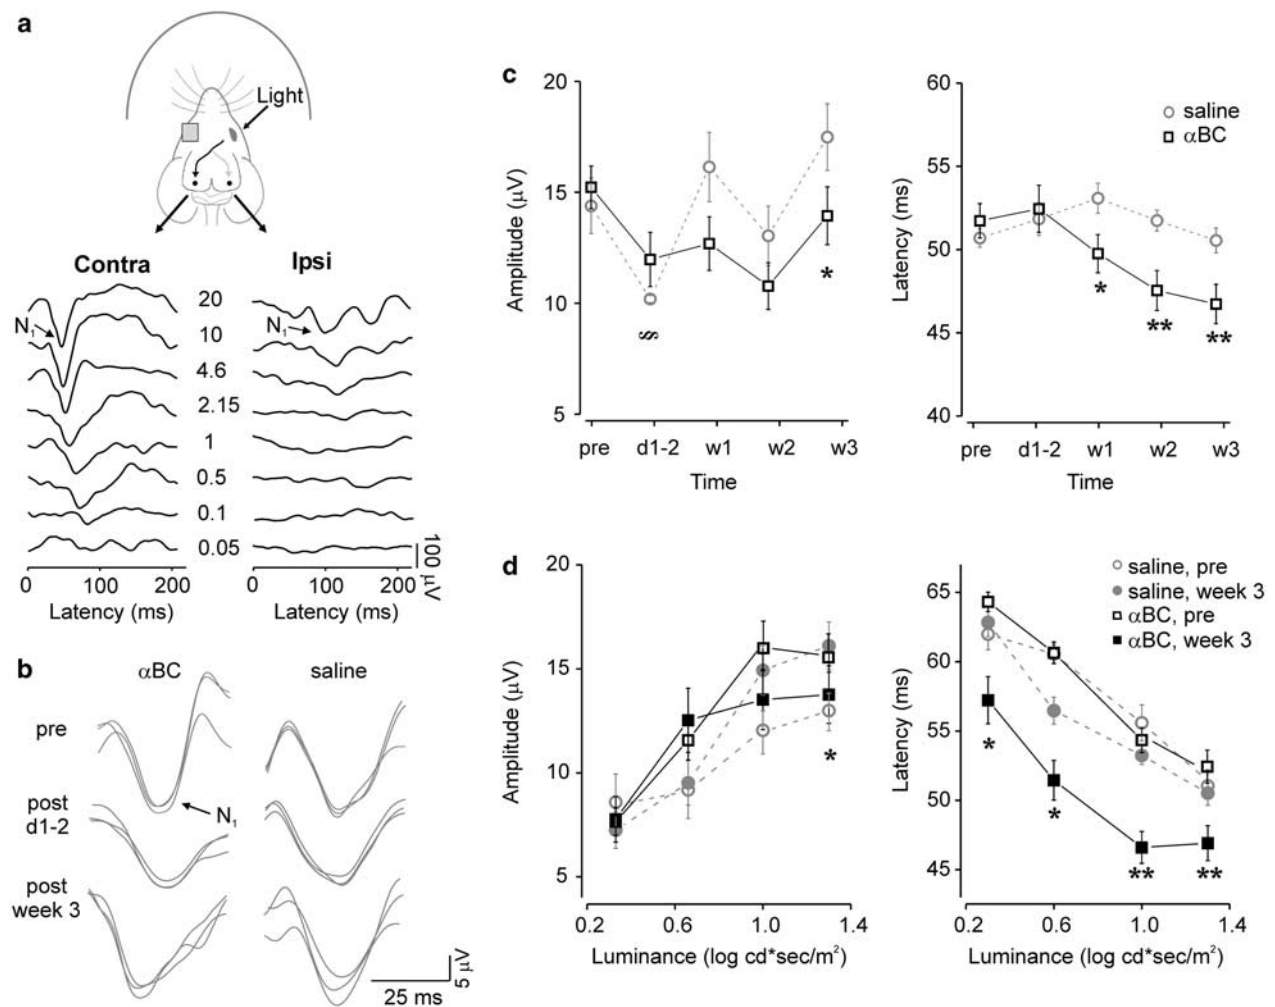 a
Light
Contra
Ipsi
20
N1
10
N1
4.6
2.15
1
0.5
0.1
0.05
100 μV
0 100 200
0 100 200
Latency (ms)
Latency (ms)
b
αBC
saline
pre
N1
post
d1-2
post
week 3
5 μV
25 ms
c
20
15
10
5
Amplitude (μV)
§
*
pre d1-2 w1 w2 w3
Time
60
55
50
45
40
Latency (ms)
saline
αBC
*
**
**
pre d1-2 w1 w2 w3
Time
d
20
15
10
5
Amplitude (μV)
*
0.2 0.6 1.0 1.4
Luminance (log cd*sec/m²)
65
60
55
50
45
Latency (ms)
saline, pre
saline, week 3
αBC, pre
αBC, week 3
*
*
**
**
0.2 0.6 1.0 1.4
Luminance (log cd*sec/m²)